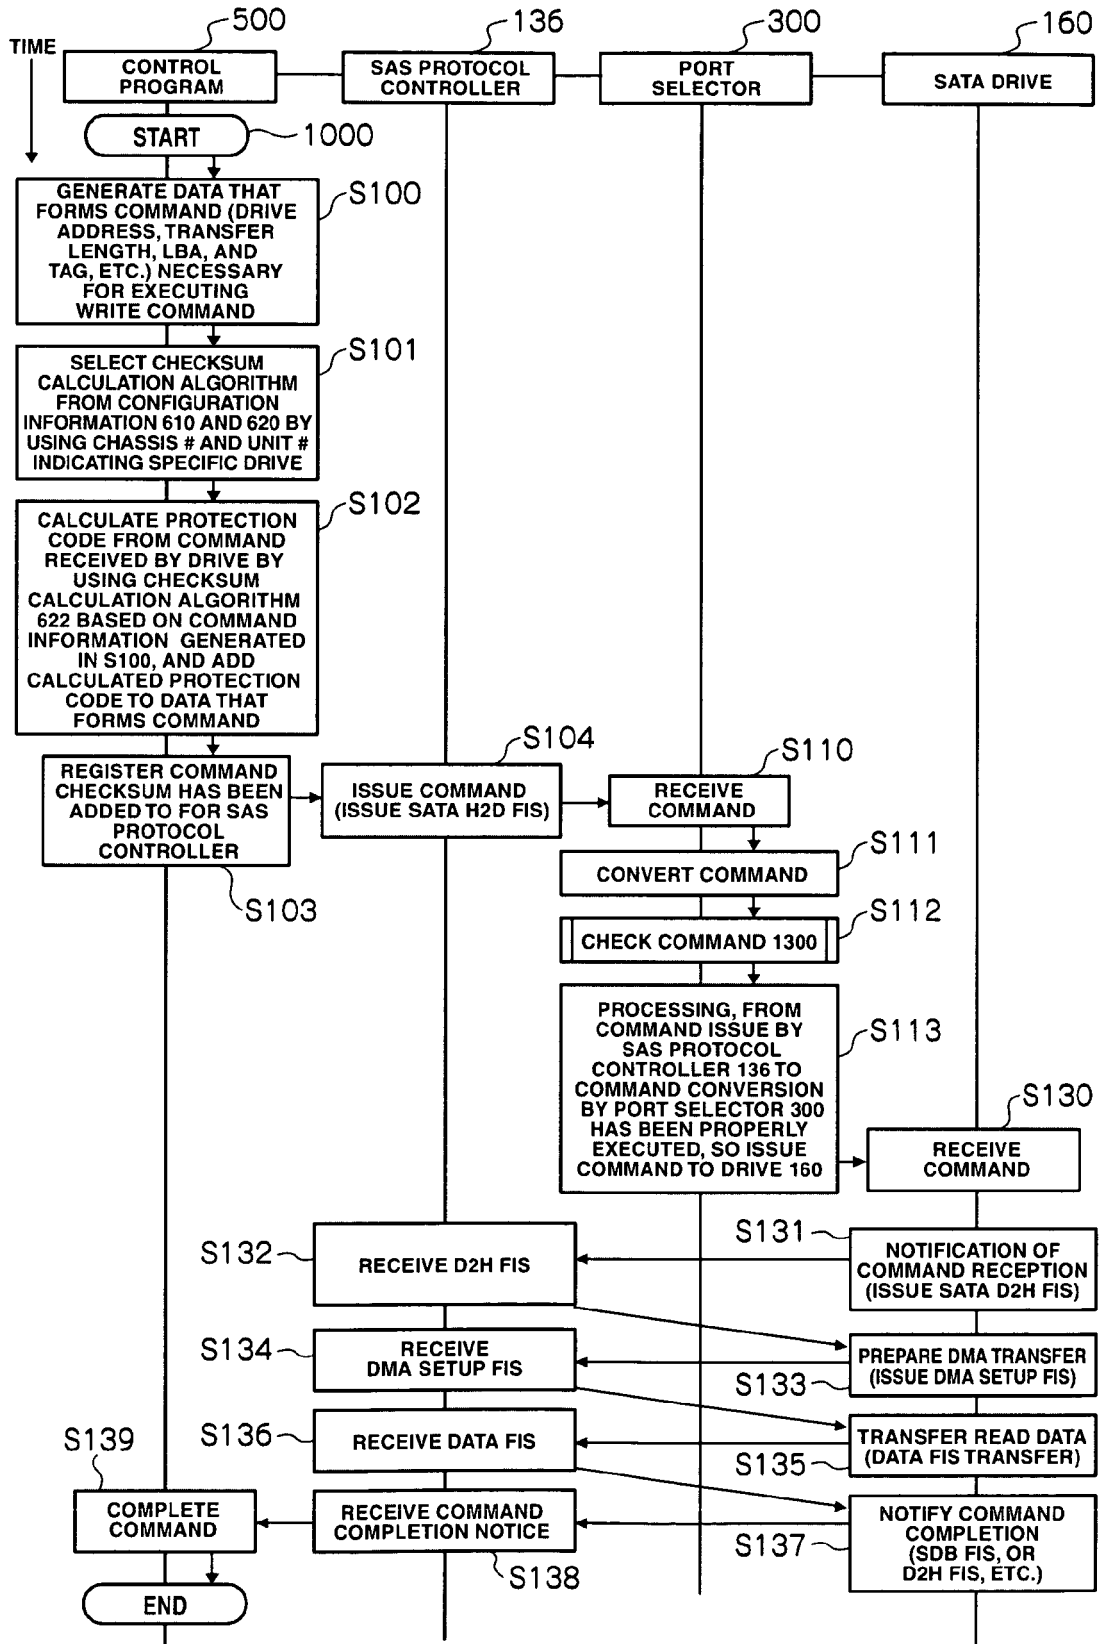 500
136
300
160
TIME
CONTROL
PROGRAM
SAS PROTOCOL
CONTROLLER
PORT
SELECTOR
SATA DRIVE
START
1000
GENERATE DATA THAT
FORMS COMMAND (DRIVE
ADDRESS, TRANSFER
LENGTH, LBA, AND
TAG, ETC.) NECESSARY
FOR EXECUTING
WRITE COMMAND
S100
SELECT CHECKSUM
CALCULATION ALGORITHM
FROM CONFIGURATION
INFORMATION 610 AND 620 BY
USING CHASSIS # AND UNIT #
INDICATING SPECIFIC DRIVE
S101
CALCULATE PROTECTION
CODE FROM COMMAND
RECEIVED BY DRIVE BY
USING CHECKSUM
CALCULATION ALGORITHM
622 BASED ON COMMAND
INFORMATION GENERATED
IN S100, AND ADD
CALCULATED PROTECTION
CODE TO DATA THAT
FORMS COMMAND
S102
REGISTER COMMAND
CHECKSUM HAS BEEN
ADDED TO FOR SAS
PROTOCOL
CONTROLLER
S103
S104
ISSUE COMMAND
(ISSUE SATA H2D FIS)
S110
RECEIVE
COMMAND
S111
CONVERT COMMAND
S112
CHECK COMMAND 1300
PROCESSING, FROM
COMMAND ISSUE BY
SAS PROTOCOL
CONTROLLER 136 TO
COMMAND CONVERSION
BY PORT SELECTOR 300
HAS BEEN PROPERLY
EXECUTED, SO ISSUE
COMMAND TO DRIVE 160
S113
S130
RECEIVE
COMMAND
S131
NOTIFICATION OF
COMMAND RECEPTION
(ISSUE SATA D2H FIS)
S132
RECEIVE D2H FIS
PREPARE DMA TRANSFER
(ISSUE DMA SETUP FIS)
S133
S134
RECEIVE
DMA SETUP FIS
TRANSFER READ DATA
(DATA FIS TRANSFER)
S135
S136
RECEIVE DATA FIS
NOTIFY COMMAND
COMPLETION
(SDB FIS, OR
D2H FIS, ETC.)
S137
RECEIVE COMMAND
COMPLETION NOTICE
S138
S139
COMPLETE
COMMAND
END